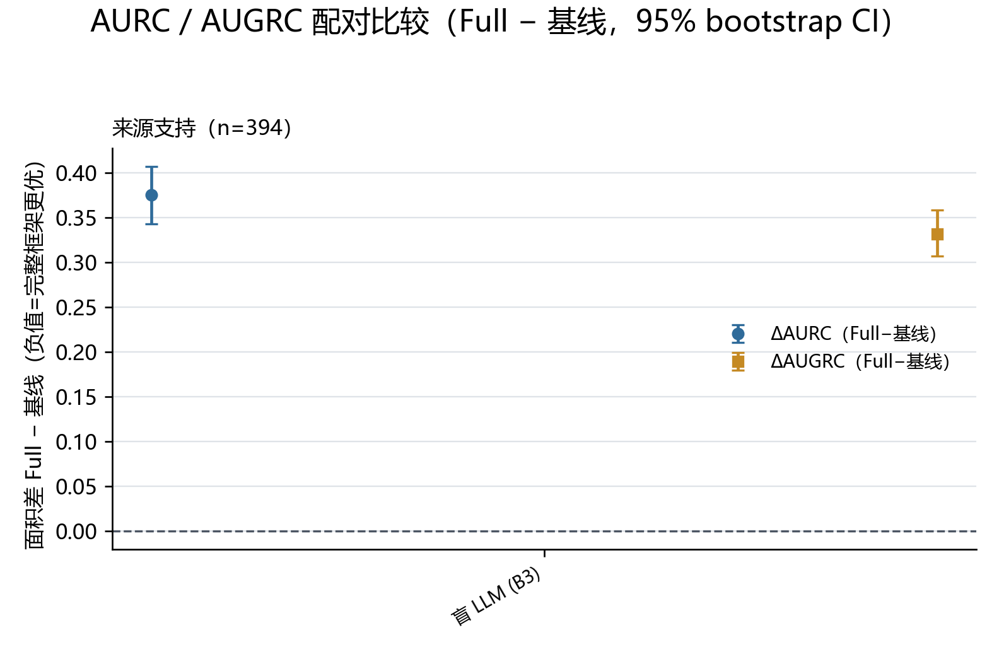 AURC / AUGRC 配对比较（Full − 基线，95% bootstrap CI）
来源支持（n=394）
面积差 Full − 基线（负值=完整框架更优）
0.40
0.35
0.30
0.25
0.20
0.15
0.10
0.05
0.00
ΔAURC（Full−基线）
ΔAUGRC（Full−基线）
盲 LLM (B3)